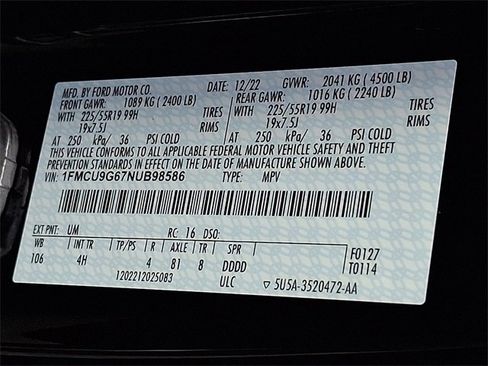 MFD. BY FORD MOTOR CO. DATE: 12/22 GVWR: 2041 KG ( 4500 LB)
FRONT GAWR: 1089 KG ( 2400 LB) REAR GAWR: 1016 KG ( 2240 LB)
WITH 225/55R19 99H TIRES WITH 225/55R19 99H TIRES
19x7.5J RIMS 19x7.5J RIMS
AT 250 kPa/ 36 PSI COLD AT 250 kPa/ 36 PSI COLD
THIS VEHICLE CONFORMS TO ALL APPLICABLE FEDERAL MOTOR VEHICLE SAFETY AND THEFT
PREVENTION STANDARDS IN EFFECT ON THE DATE OF MANUFACTURE SHOWN ABOVE.
VIN: 1FMCU9G67NUB98586 TYPE: MPV
EXT PNT: UM RC: 16 DSO:
WB INT TR TP/PS R AXLE TR SPR F0127
106 4H 4 81 8 DDDD T0114
1202212025083 ULC ▽ 5U5A-3520472-AA